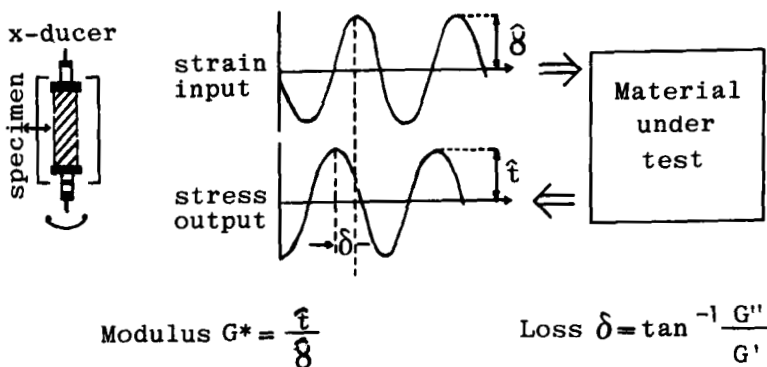 x-ducer
specimen
strain
input
γ̂
Material
under
test
stress
output
t̂
δ
Modulus G* = t̂/γ̂
Loss δ = tan⁻¹ G"/G'